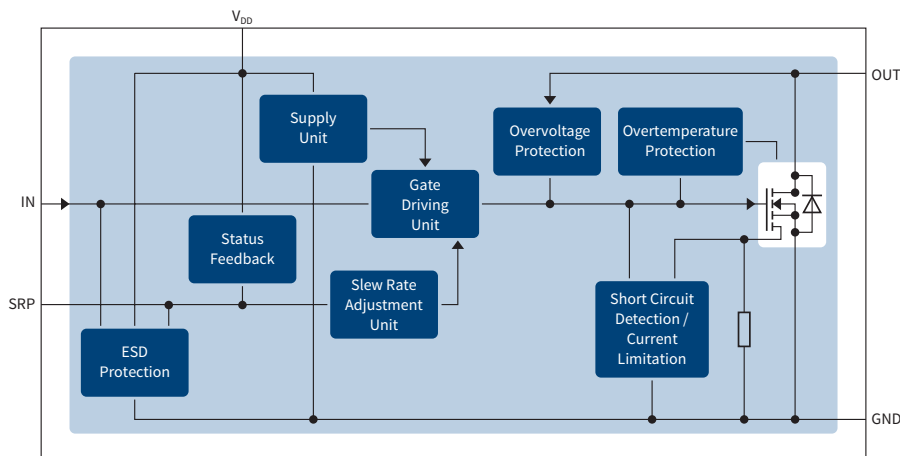 VDD
OUT
Supply
Unit
Overvoltage
Protection
Overtemperature
Protection
IN
Gate
Driving
Unit
Status
Feedback
SRP
Slew Rate
Adjustment
Unit
Short Circuit
Detection /
Current
Limitation
ESD
Protection
GND